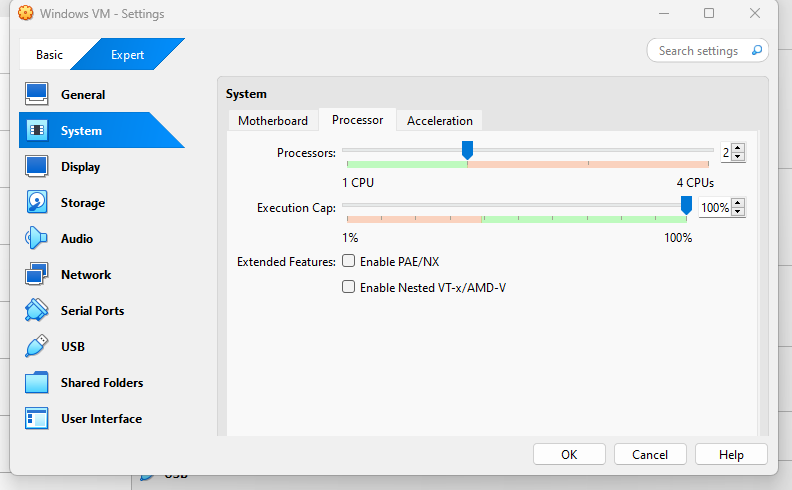 Windows VM - Settings
Basic Expert
Search settings
General
System
Display
Storage
Audio
Network
Serial Ports
USB
Shared Folders
User Interface
System
Motherboard Processor Acceleration
Processors: 2
1 CPU 4 CPUs
Execution Cap: 100%
1% 100%
Extended Features: Enable PAE/NX
Enable Nested VT-x/AMD-V
OK Cancel Help
USB